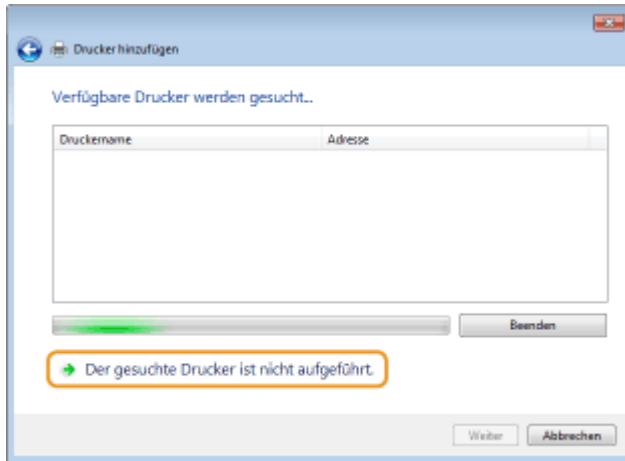 Drucker hinzufügen
Verfügbare Drucker werden gesucht...
Druckername Adresse
Beenden
Der gesuchte Drucker ist nicht aufgeführt.
Weiter Abbrechen